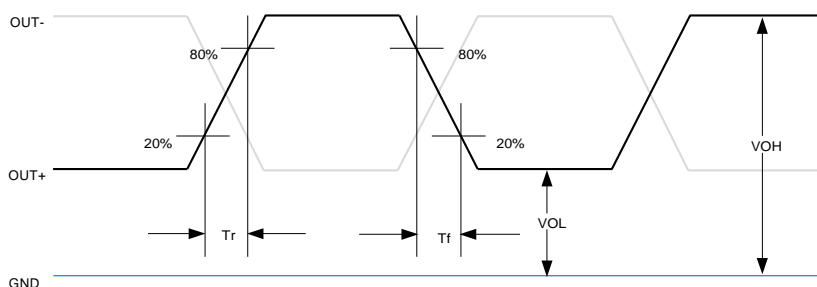 OUT-
80%
80%
20%
20%
VOH
OUT+
VOL
Tr
Tf
GND